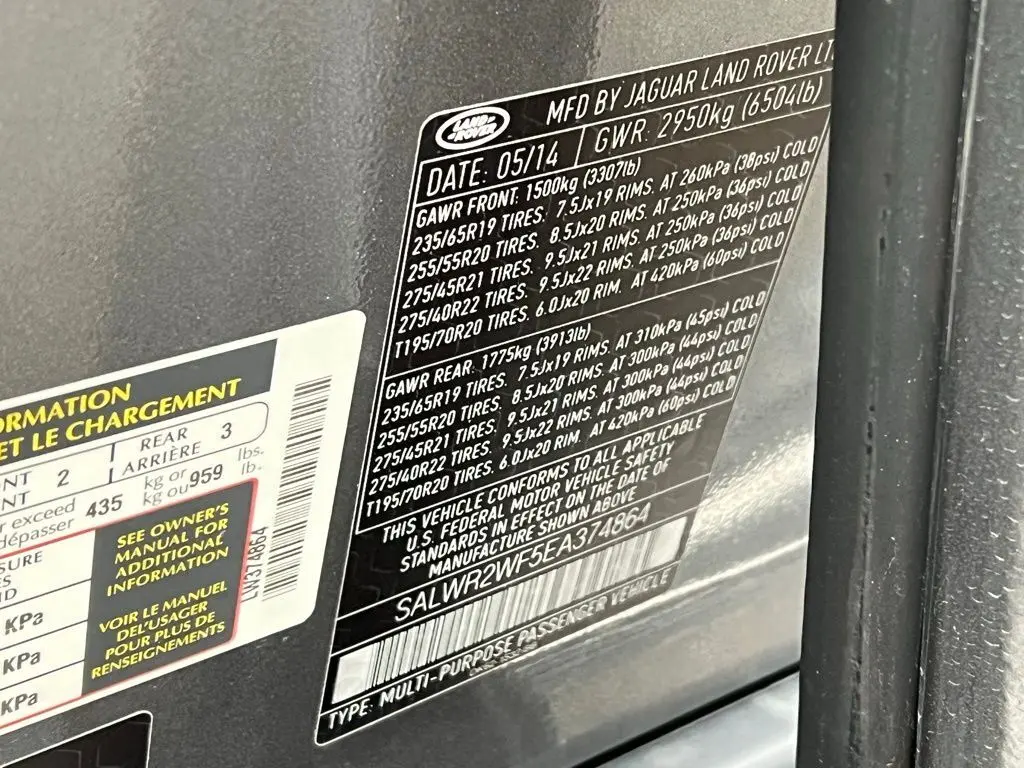 LAND ROVER
MFD BY JAGUAR LAND ROVER
DATE: 05/14 GWR: 2950kg (6504lb)
GAWR FRONT: 1500kg (3307lb)
235/65R19 TIRES. 7.5Jx19 RIMS. AT 260kPa (38psi) COLD
255/55R20 TIRES. 8.5Jx20 RIMS. AT 250kPa (36psi) COLD
275/45R21 TIRES. 9.5Jx21 RIMS. AT 250kPa (36psi) COLD
275/40R22 TIRES. 9.5Jx22 RIMS. AT 250kPa (36psi) COLD
T195/70R20 TIRES. 6.0Jx20 RIM. AT 420kPa (60psi) COLD
GAWR REAR: 1775kg (3913lb)
235/65R19 TIRES. 7.5Jx19 RIMS. AT 310kPa (45psi) COLD
255/55R20 TIRES. 8.5Jx20 RIMS. AT 300kPa (44psi) COLD
275/45R21 TIRES. 9.5Jx21 RIMS. AT 300kPa (44psi) COLD
275/40R22 TIRES. 9.5Jx22 RIMS. AT 300kPa (44psi) COLD
T195/70R20 TIRES. 6.0Jx20 RIM. AT 420kPa (60psi) COLD
THIS VEHICLE CONFORMS TO ALL APPLICABLE
U.S. FEDERAL MOTOR VEHICLE SAFETY
STANDARDS IN EFFECT ON THE DATE OF
MANUFACTURE SHOWN ABOVE
SALWR2WF5EA374864
TYPE: MULTI-PURPOSE PASSENGER VEHICLE
ET LE CHARGEMENT
2 REAR 3
ARRIÈRE
exceed 435 kg or 959 lbs.
dépasser kg ou lb.
SEE OWNER'S
MANUAL FOR
ADDITIONAL
INFORMATION
VOIR LE MANUEL
DE L'USAGER
POUR PLUS DE
RENSEIGNEMENTS
KPa
KPa
KPa